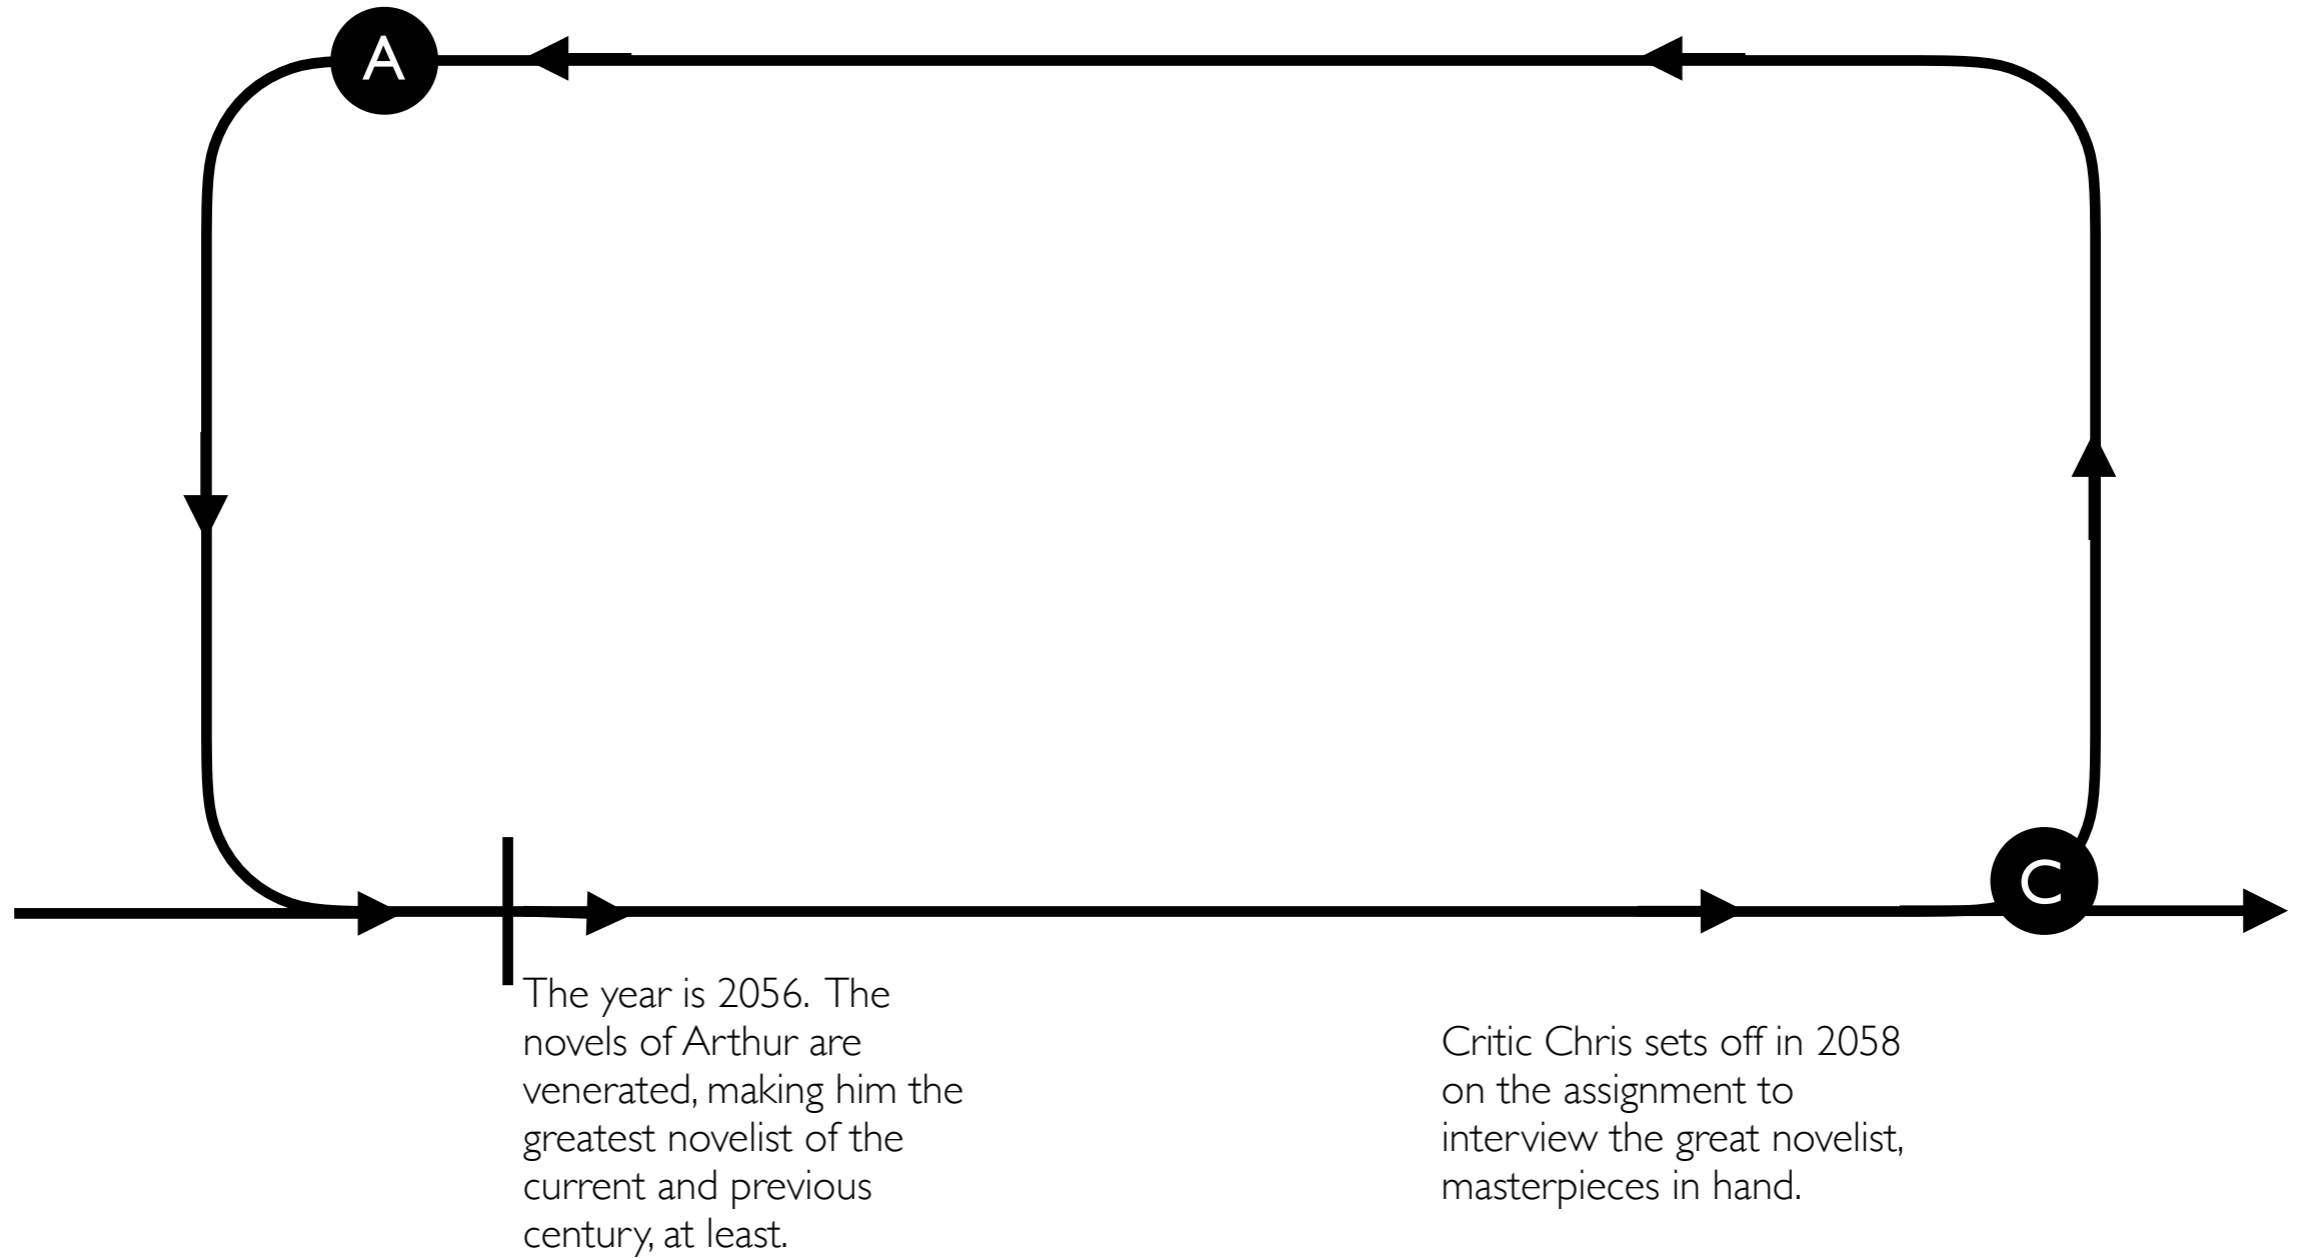 A
C
The year is 2056. The
novels of Arthur are
venerated, making him the
greatest novelist of the
current and previous
century, at least.
Critic Chris sets off in 2058
on the assignment to
interview the great novelist,
masterpieces in hand.